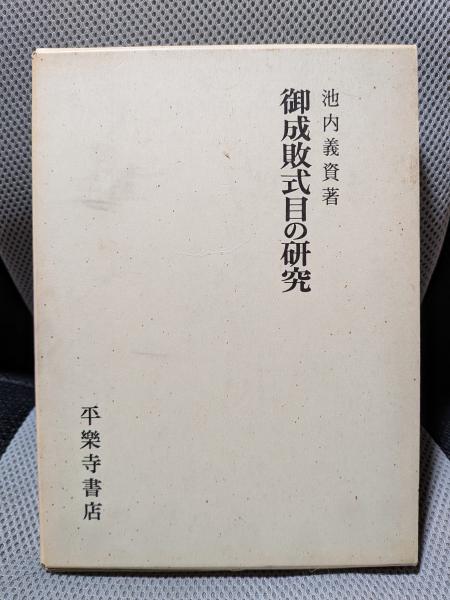 池内義資著
御成敗式目の研究
平樂寺書店